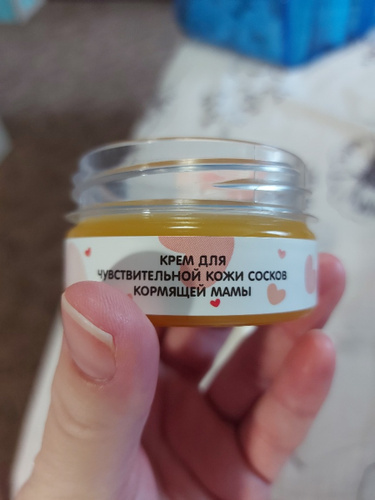 КРЕМ ДЛЯ
ЧУВСТВИТЕЛЬНОЙ КОЖИ СОСКОВ
КОРМЯЩЕЙ МАМЫ